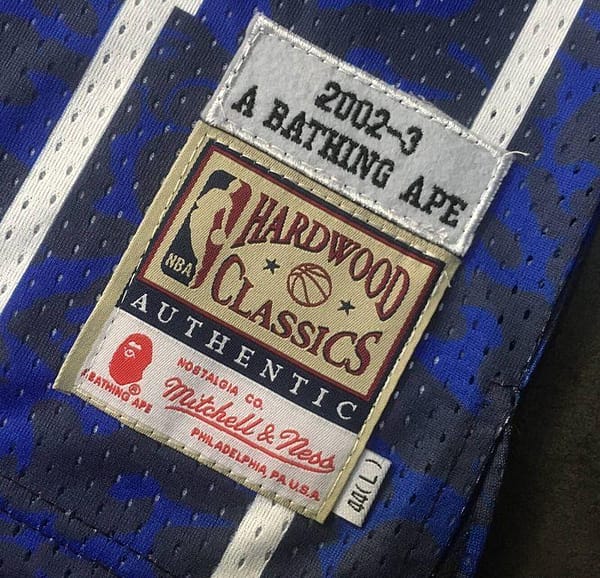 2002-3
A BATHING APE
HARDWOOD
CLASSICS
NBA
AUTHENTIC
BATHING APE
NOSTALGIA CO.
Mitchell & Ness
PHILADELPHIA, PA U.S.A.
44(L)